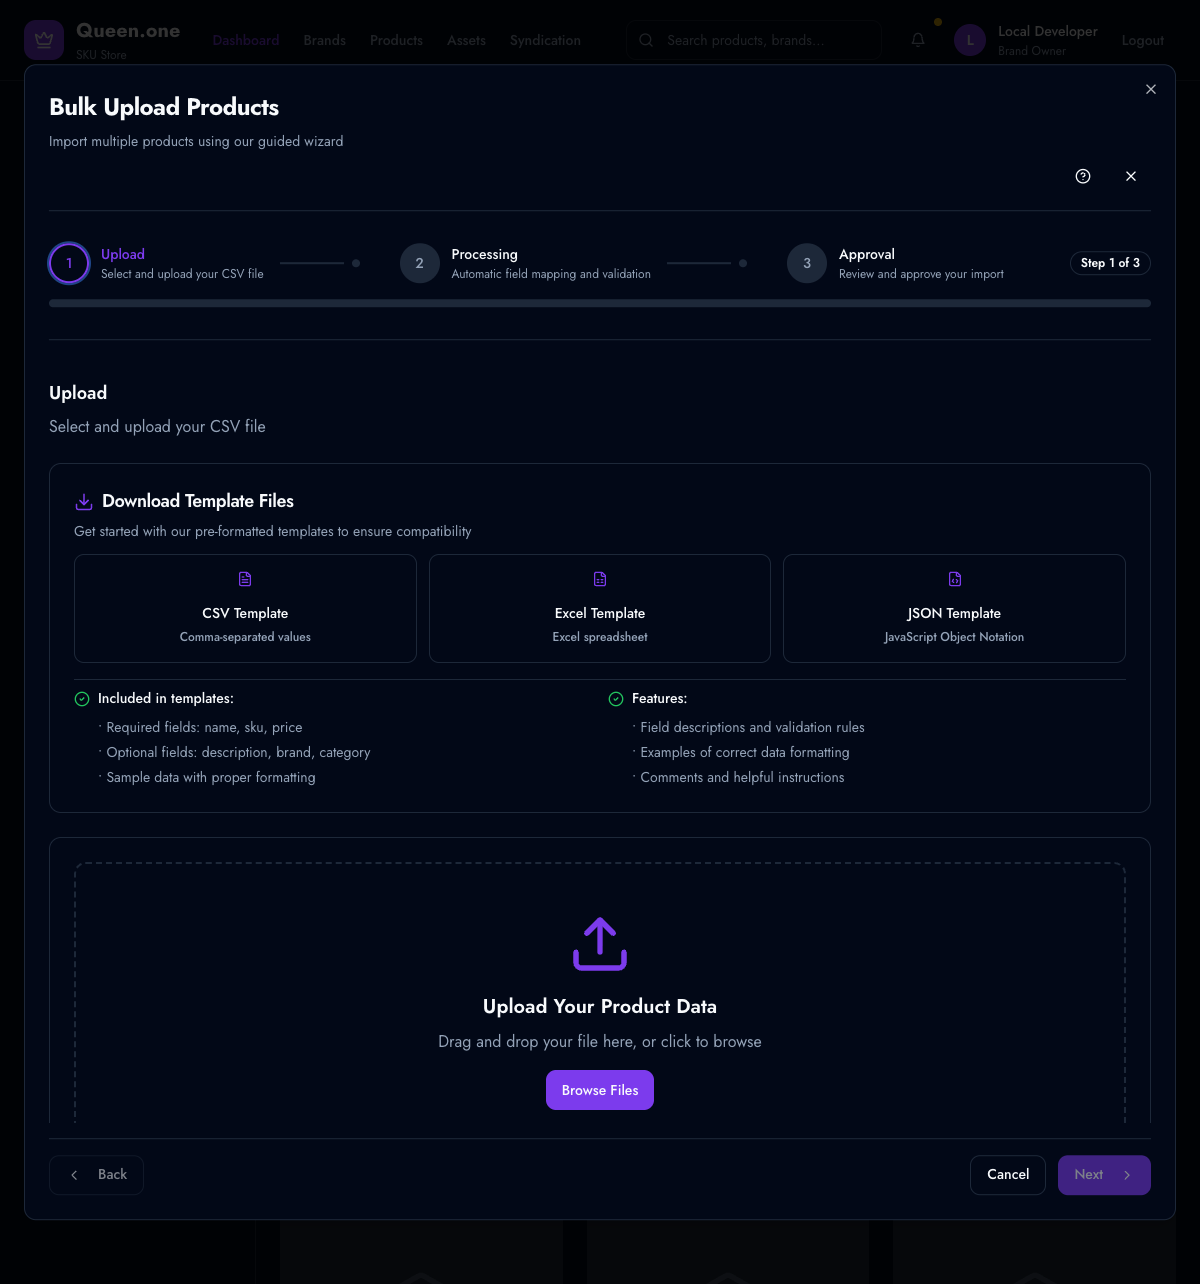 Queen.one
SKU Store
Dashboard
Brands
Products
Assets
Syndication
Search products, brands...
L
Local Developer
Brand Owner
Logout
Bulk Upload Products
Import multiple products using our guided wizard
1
Upload
Select and upload your CSV file
2
Processing
Automatic field mapping and validation
3
Approval
Review and approve your import
Step 1 of 3
Upload
Select and upload your CSV file
Download Template Files
Get started with our pre-formatted templates to ensure compatibility
CSV Template
Comma-separated values
Excel Template
Excel spreadsheet
JSON Template
JavaScript Object Notation
Included in templates:
· Required fields: name, sku, price
· Optional fields: description, brand, category
· Sample data with proper formatting
Features:
· Field descriptions and validation rules
· Examples of correct data formatting
· Comments and helpful instructions
Upload Your Product Data
Drag and drop your file here, or click to browse
Browse Files
Back
Cancel
Next